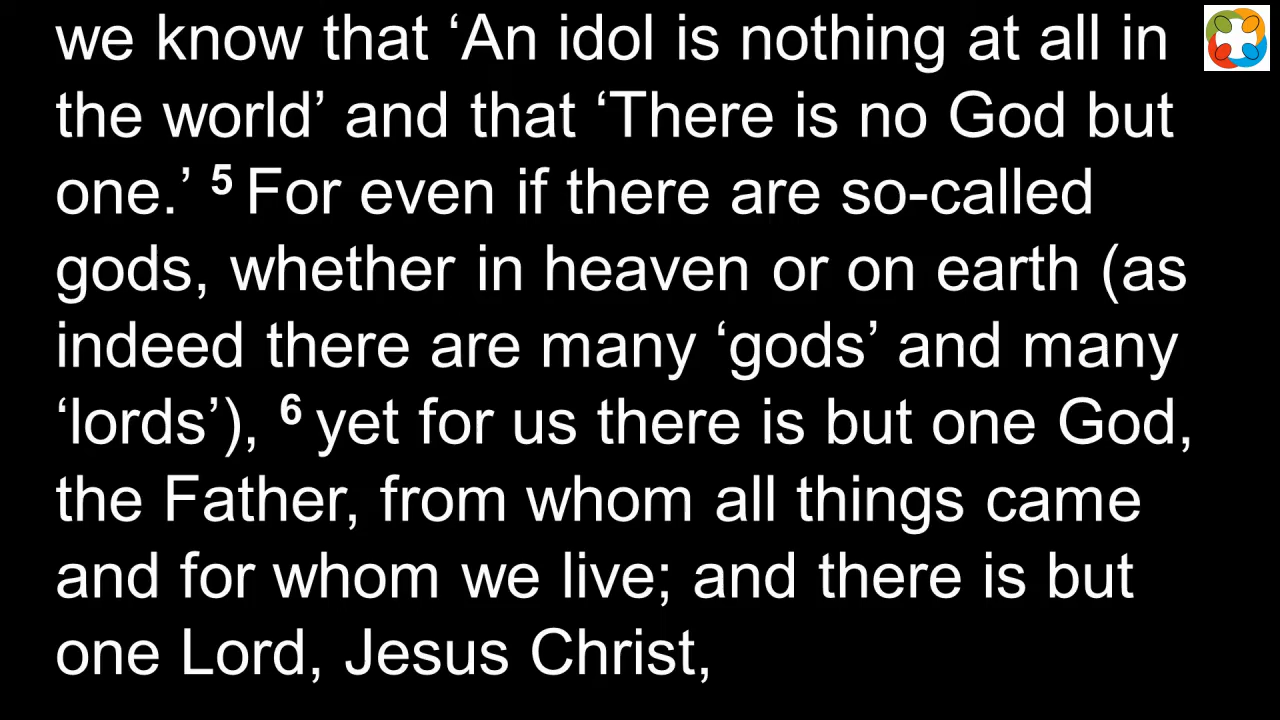 we know that ‘An idol is nothing at all in
the world’ and that ‘There is no God but
one.’ 5 For even if there are so-called
gods, whether in heaven or on earth (as
indeed there are many ‘gods’ and many
‘lords’), 6 yet for us there is but one God,
the Father, from whom all things came
and for whom we live; and there is but
one Lord, Jesus Christ,